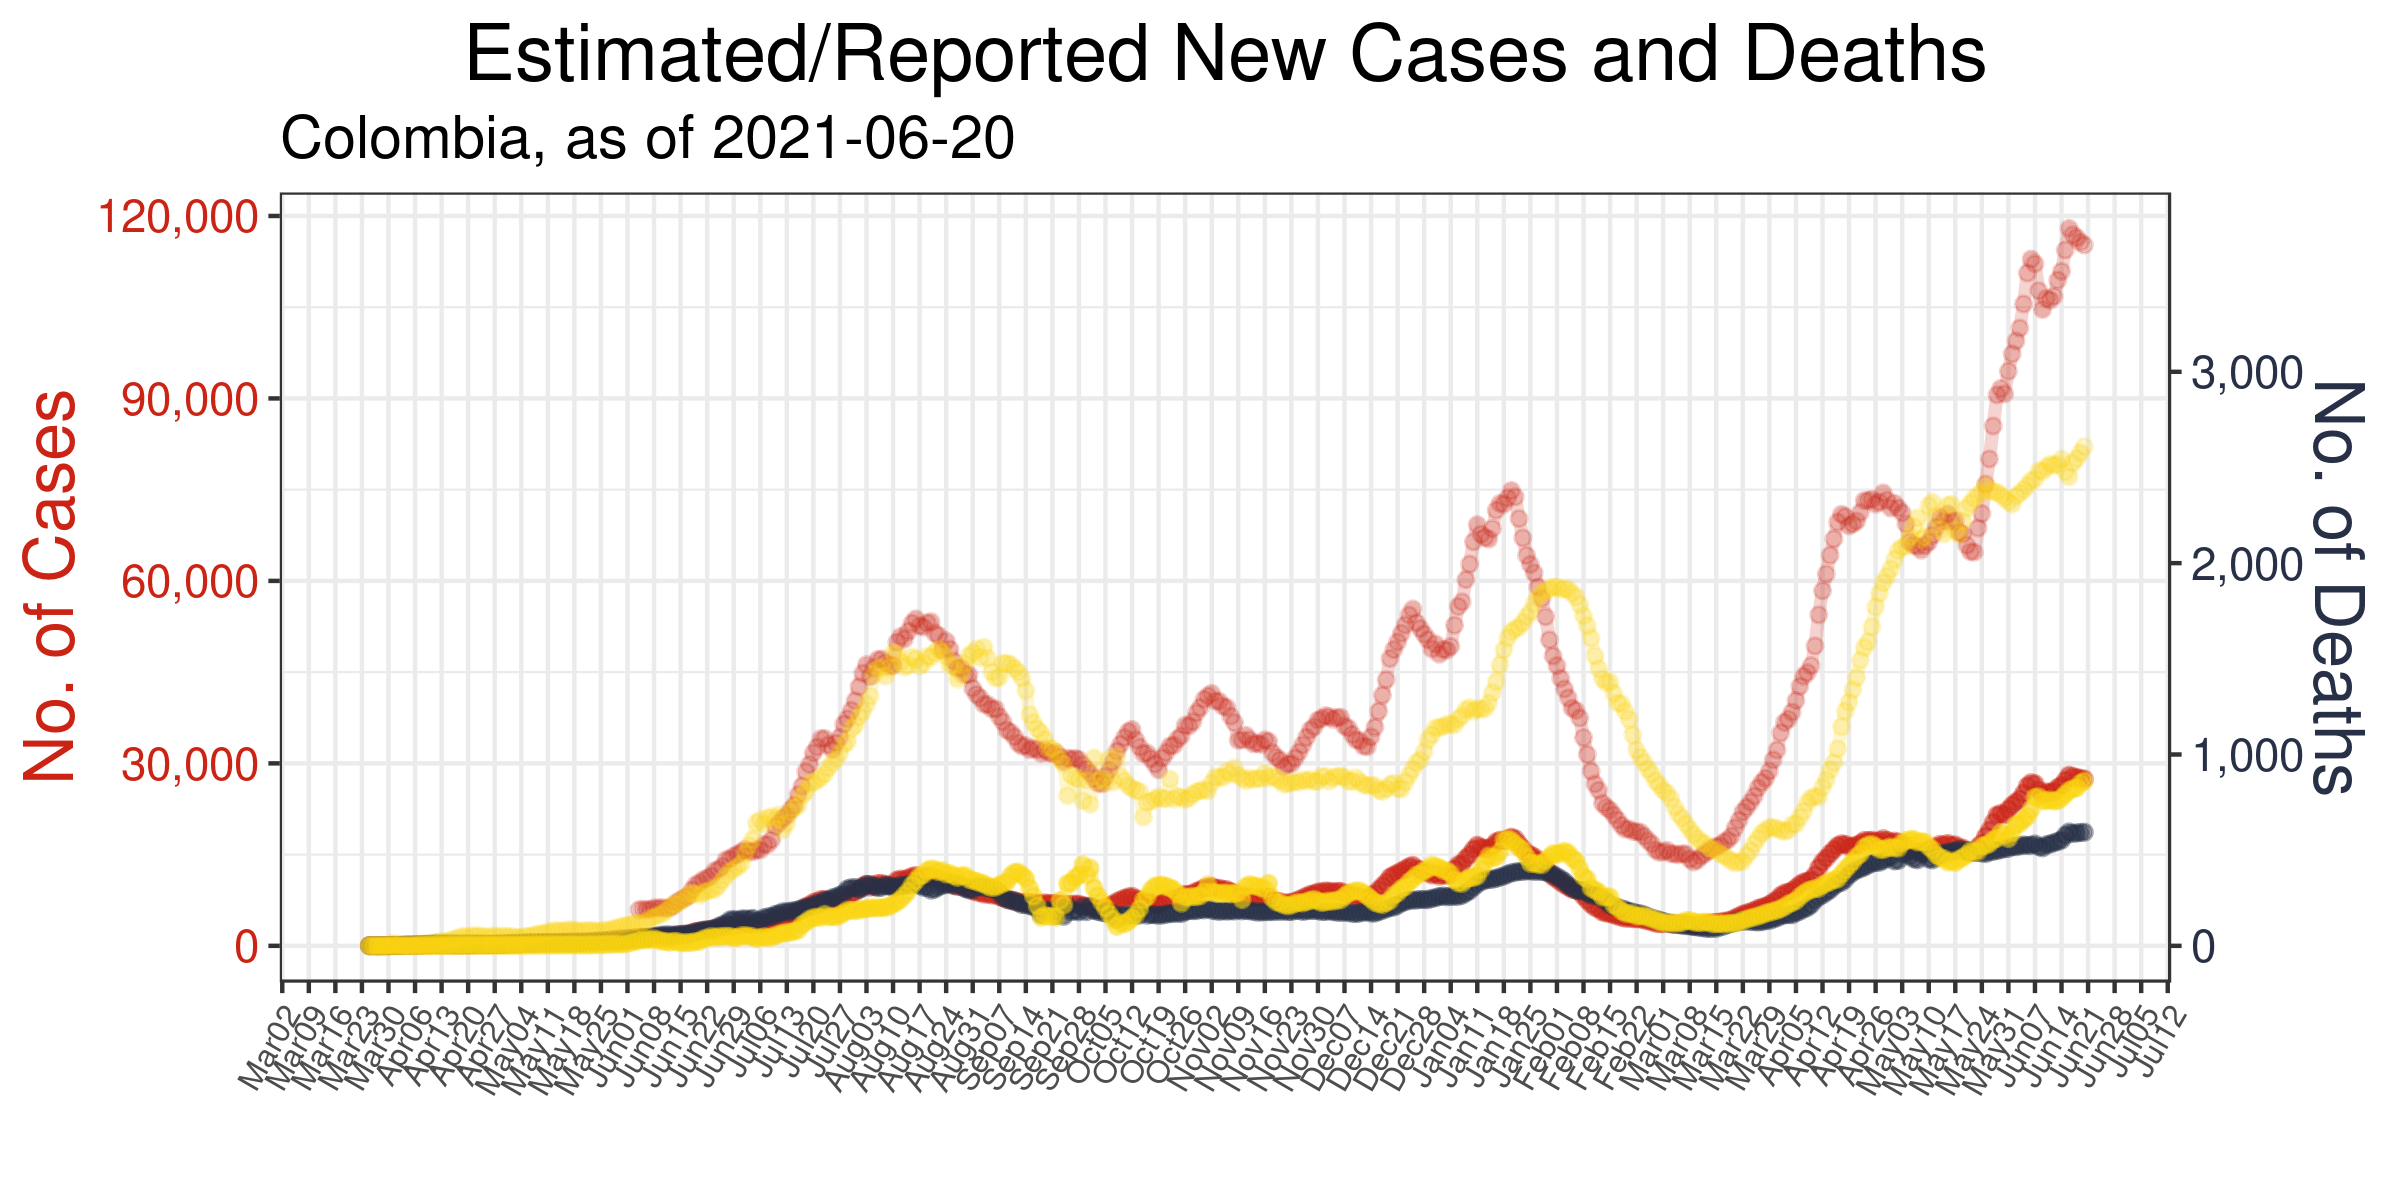 Estimated/Reported New Cases and Deaths
Colombia, as of 2021-06-20
No. of Cases
120,000
90,000
60,000
30,000
0
3,000
2,000
1,000
0
No. of Deaths
Mar02
Mar09
Mar16
Mar23
Mar30
Apr06
Apr13
Apr20
Apr27
May04
May11
May18
May25
Jun01
Jun08
Jun15
Jun22
Jun29
Jul06
Jul13
Jul20
Jul27
Aug03
Aug10
Aug17
Aug24
Aug31
Sep07
Sep14
Sep21
Sep28
Oct05
Oct12
Oct19
Oct26
Nov02
Nov09
Nov16
Nov23
Nov30
Dec07
Dec14
Dec21
Dec28
Jan04
Jan11
Jan18
Jan25
Feb01
Feb08
Feb15
Feb22
Mar01
Mar08
Mar15
Mar22
Mar29
Apr05
Apr12
Apr19
Apr26
May03
May10
May17
May24
May31
Jun07
Jun14
Jun21
Jun28
Jul05
Jul12